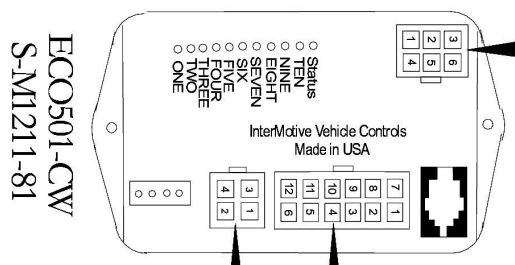 ECO501-CW
S-M1211-81
Status
TEN
NINE
EIGHT
SEVEN
SIX
FIVE
FOUR
THREE
TWO
ONE
1 2 3
4 5 6
InterMotive Vehicle Controls
Made in USA
4 3
2 1
12 11 10 9 8 7
6 5 4 3 2 1